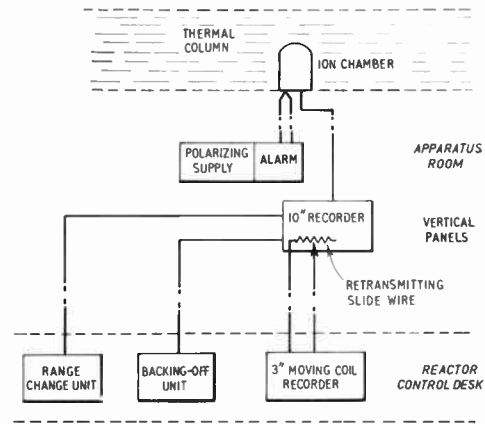 THERMAL
COLUMN
ION CHAMBER
POLARIZING
SUPPLY
ALARM
APPARATUS
ROOM
10" RECORDER
VERTICAL
PANELS
RETRANSMITTING
SLIDE WIRE
RANGE
CHANGE UNIT
BACKING-OFF
UNIT
3" MOVING COIL
RECORDER
REACTOR
CONTROL DESK